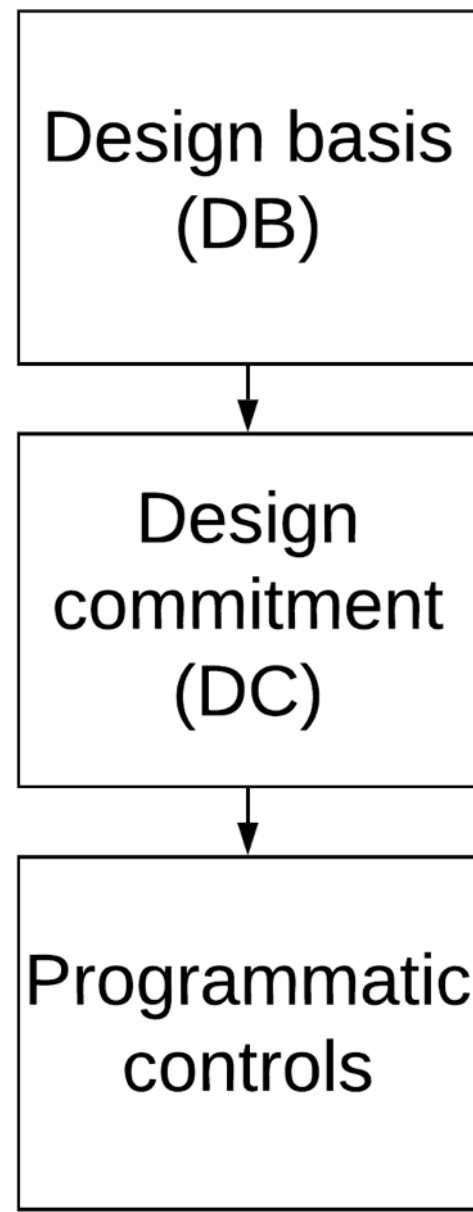 Design basis
(DB)
Design
commitment
(DC)
Programmatic
controls